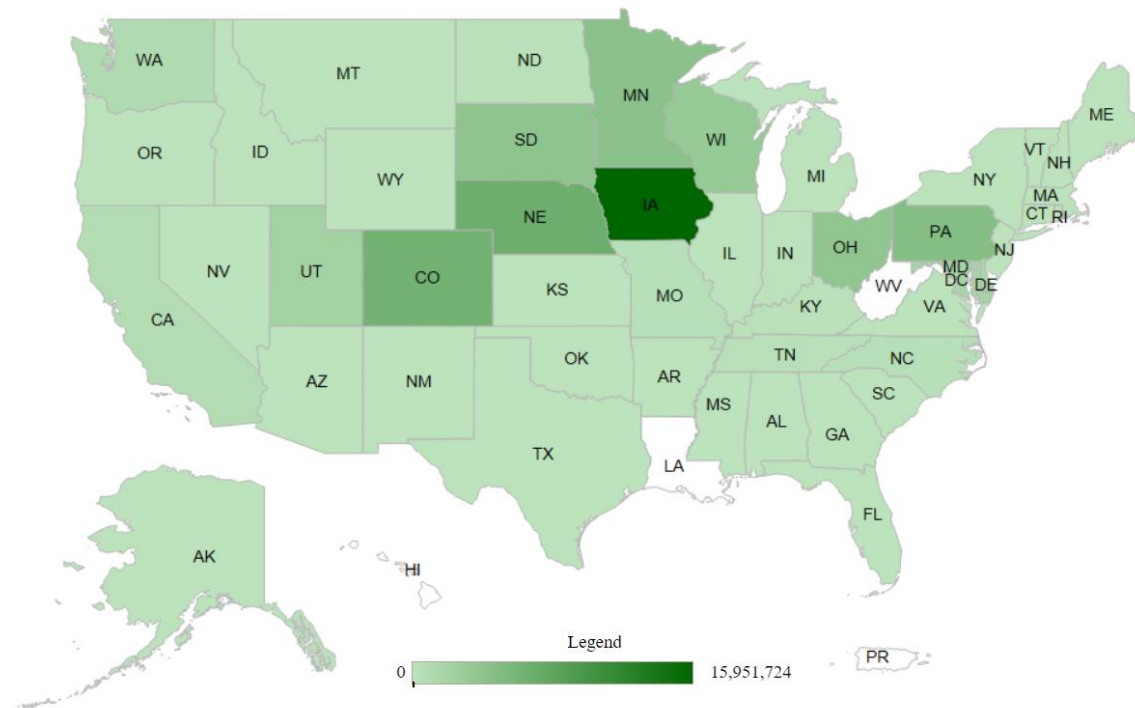 WA
MT
ND
MN
ME
OR
ID
SD
WI
VT
NH
WY
MI
NY
MA
CT
RI
NE
IA
PA
NV
UT
CO
IL
IN
OH
NJ
MD
DC
DE
CA
KS
MO
WV
VA
KY
AZ
NM
OK
AR
TN
NC
SC
MS
AL
GA
TX
LA
FL
AK
HI
PR
Legend
0
15,951,724